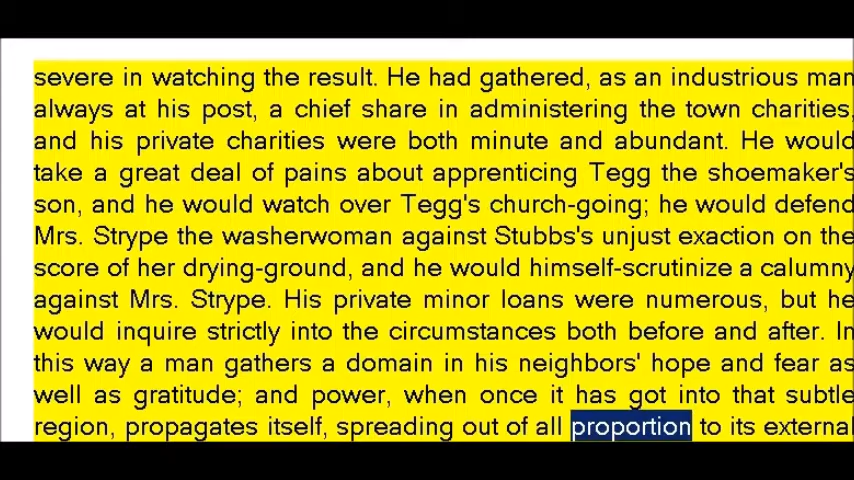 severe in watching the result. He had gathered, as an industrious man
always at his post, a chief share in administering the town charities,
and his private charities were both minute and abundant. He would
take a great deal of pains about apprenticing Tegg the shoemaker's
son, and he would watch over Tegg's church-going; he would defend
Mrs. Strype the washerwoman against Stubbs's unjust exaction on the
score of her drying-ground, and he would himself-scrutinize a calumny
against Mrs. Strype. His private minor loans were numerous, but he
would inquire strictly into the circumstances both before and after. In
this way a man gathers a domain in his neighbors' hope and fear as
well as gratitude; and power, when once it has got into that subtle
region, propagates itself, spreading out of all proportion to its external